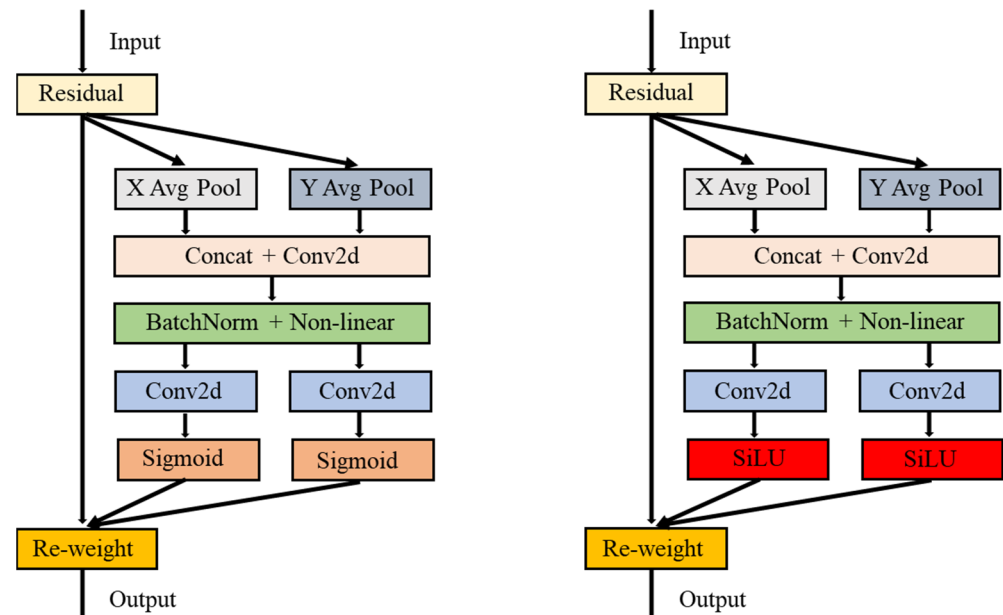 Input
Residual
X Avg Pool
Y Avg Pool
Concat + Conv2d
BatchNorm + Non-linear
Conv2d
Conv2d
Sigmoid
Sigmoid
Re-weight
Output
Input
Residual
X Avg Pool
Y Avg Pool
Concat + Conv2d
BatchNorm + Non-linear
Conv2d
Conv2d
SiLU
SiLU
Re-weight
Output